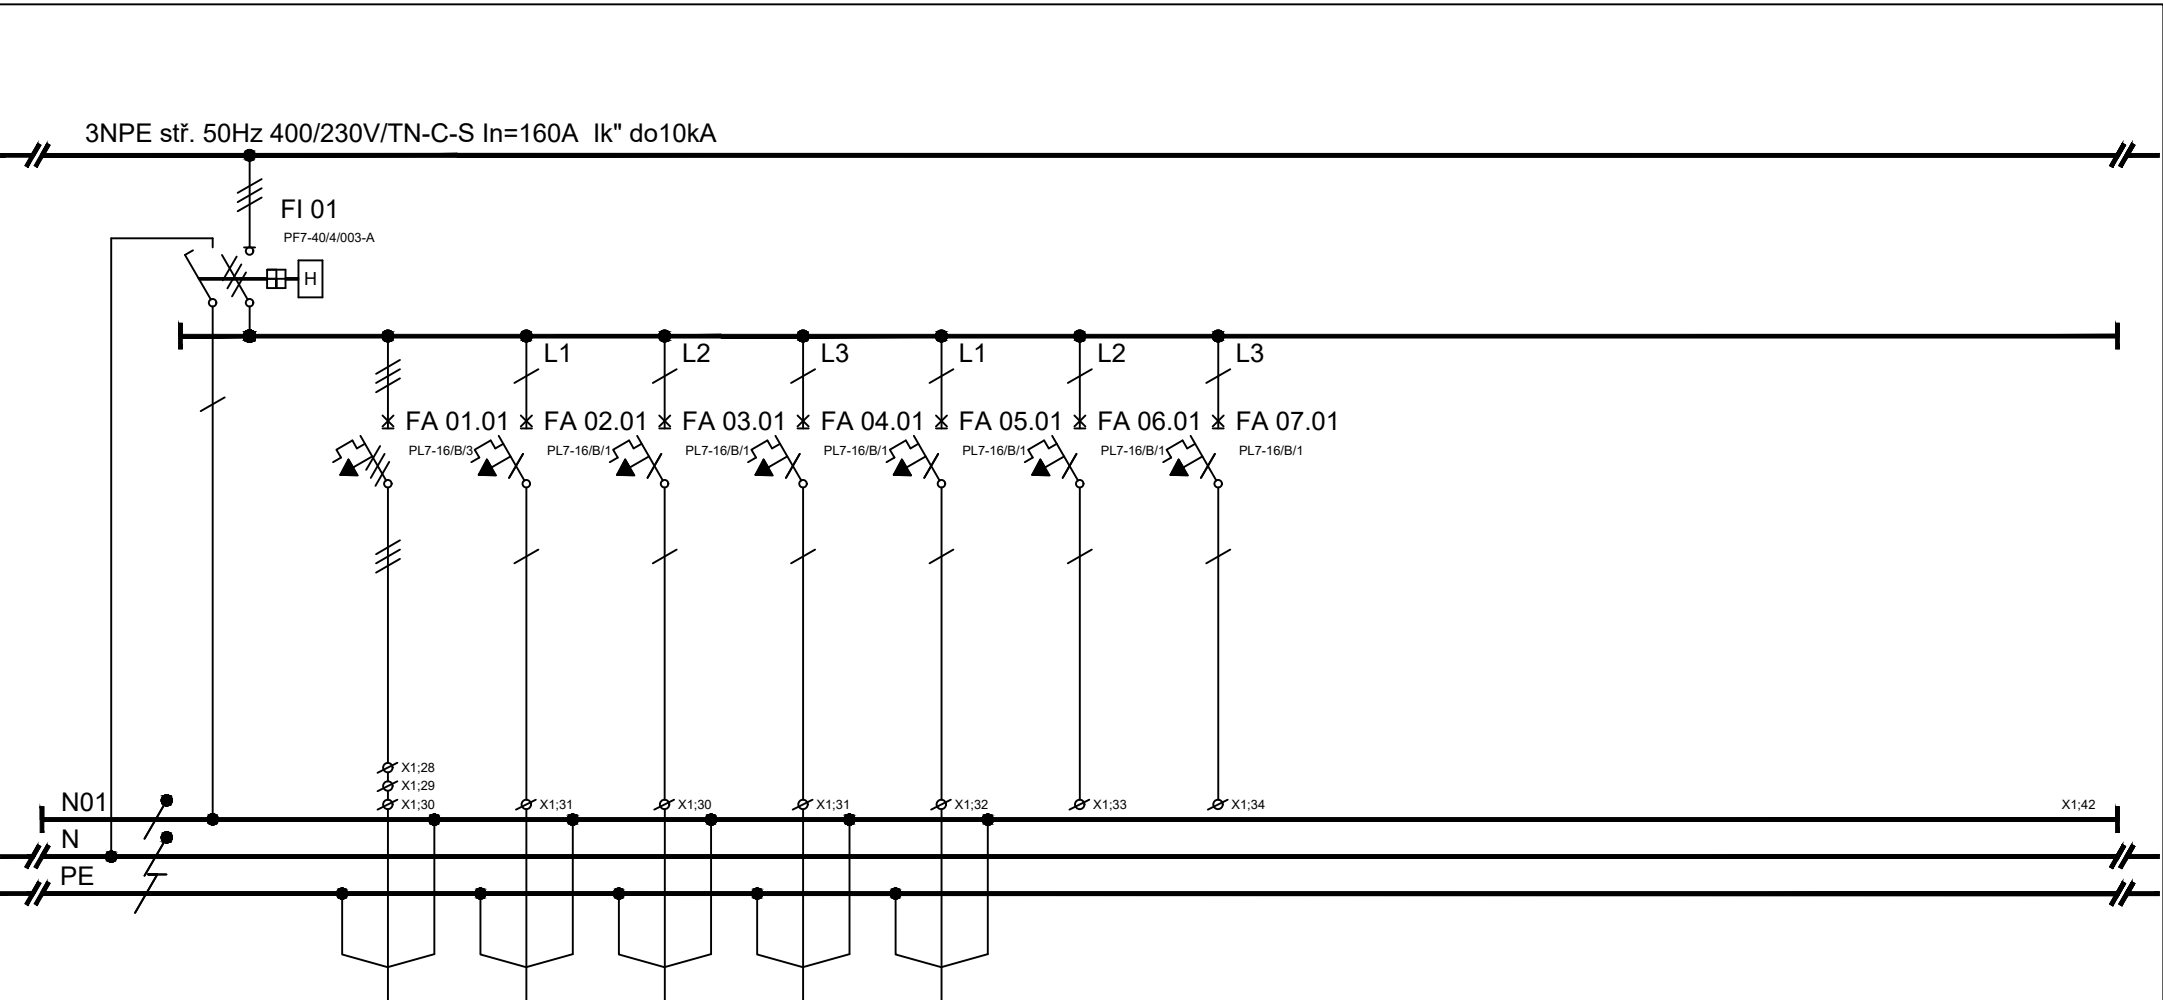 3NPE stř. 50Hz 400/230V/TN-C-S In=160A Ik" do10kA
FI 01
PF7-40/4/003-A
H
L1 L2 L3 L1 L2 L3
FA 01.01 FA 02.01 FA 03.01 FA 04.01 FA 05.01 FA 06.01 FA 07.01
PL7-16/B/3 PL7-16/B/1 PL7-16/B/1 PL7-16/B/1 PL7-16/B/1 PL7-16/B/1 PL7-16/B/1
X1;28
X1;29
N01 X1;30 X1;31 X1;30 X1;31 X1;32 X1;33 X1;34 X1;42
N
PE